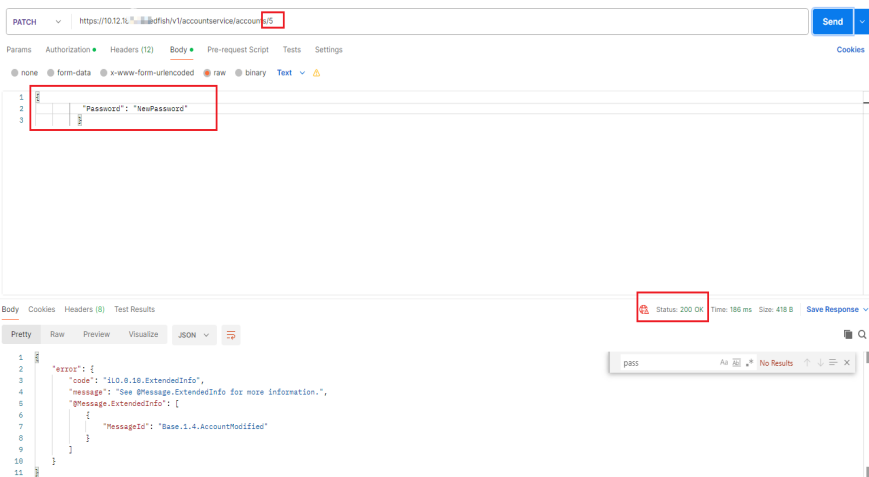 PATCH https://10.12.1 edfish/v1/accountservice/accounts/5 Send
Params Authorization Headers (12) Body Pre-request Script Tests Settings Cookies
none form-data x-www-form-urlencoded raw binary Text
1 {
2 "Password": "NewPassword"
3 }
Body Cookies Headers (8) Test Results Status: 200 OK Time: 186 ms Size: 418 B Save Response
Pretty Raw Preview Visualize JSON
pass Aa Abl .* No Results
1 {
2 "error": {
3 "code": "iLO.0.10.ExtendedInfo",
4 "message": "See @Message.ExtendedInfo for more information.",
5 "@Message.ExtendedInfo": [
6 {
7 "MessageId": "Base.1.4.AccountModified"
8 }
9 ]
10 }
11 }